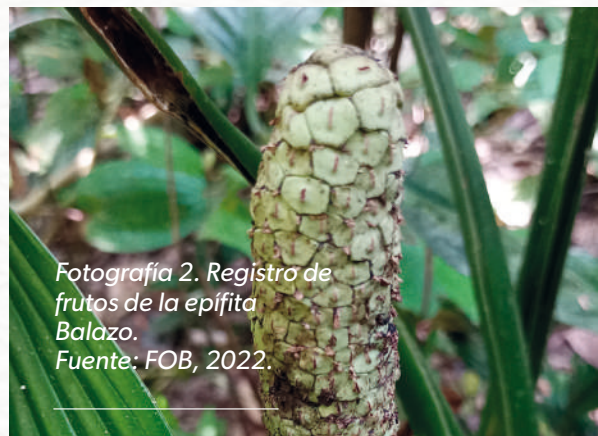 Fotografía 2. Registro de
frutos de la epífita
Balazo.
Fuente: FOB, 2022.